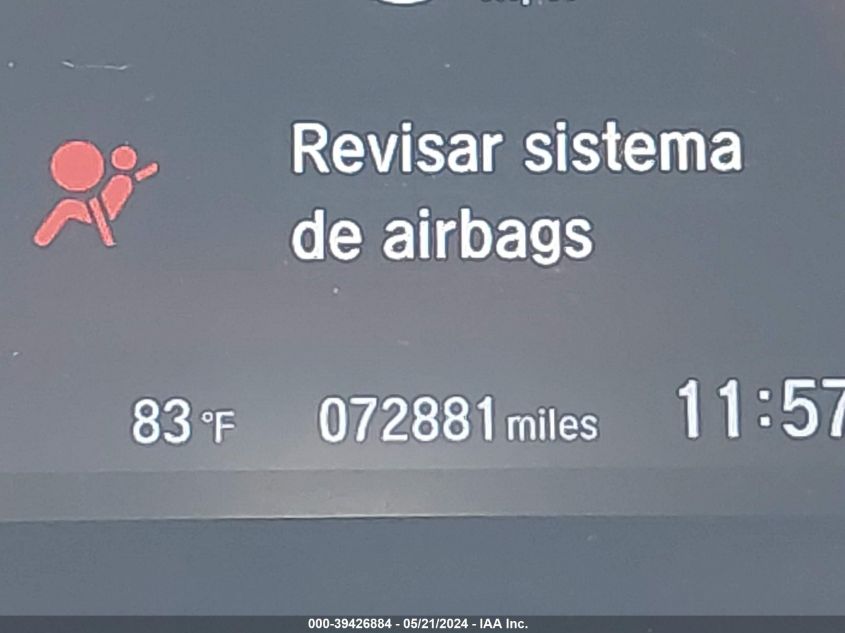 Revisar sistema
de airbags
83 °F 072881 miles 11:57
000-39426884 - 05/21/2024 - IAA Inc.